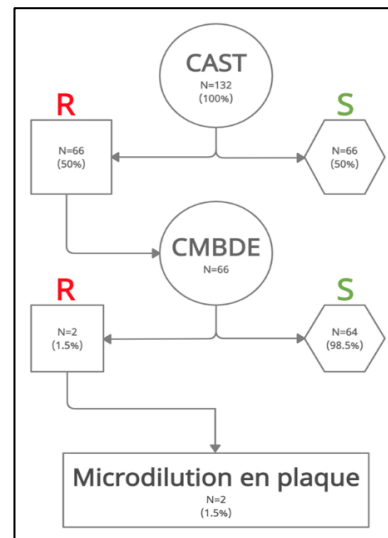 CAST
N=132
(100%)
R
S
N=66
(50%)
N=66
(50%)
CMBDE
N=66
R
S
N=2
(1.5%)
N=64
(98.5%)
Microdilution en plaque
N=2
(1.5%)